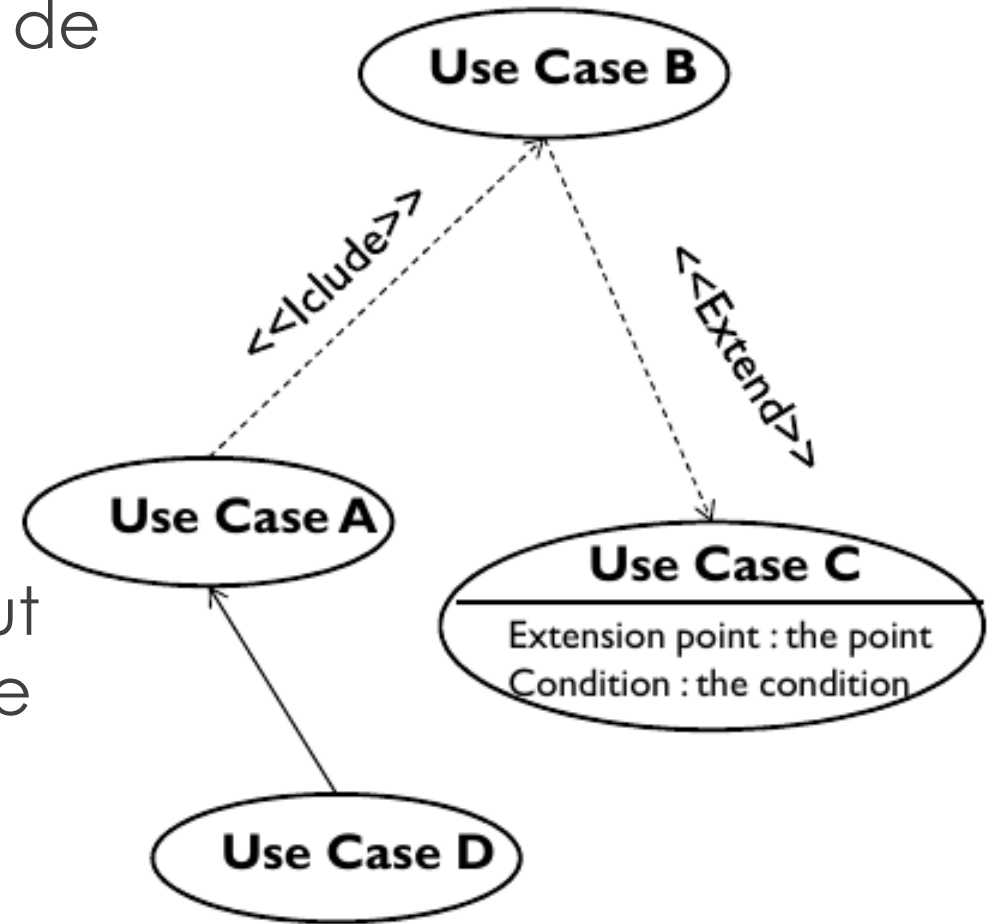 de
Use Case B
<<Iclude>>
<<Extend>>
Use Case A
Use Case C
Extension point : the point
Condition : the condition
Use Case D